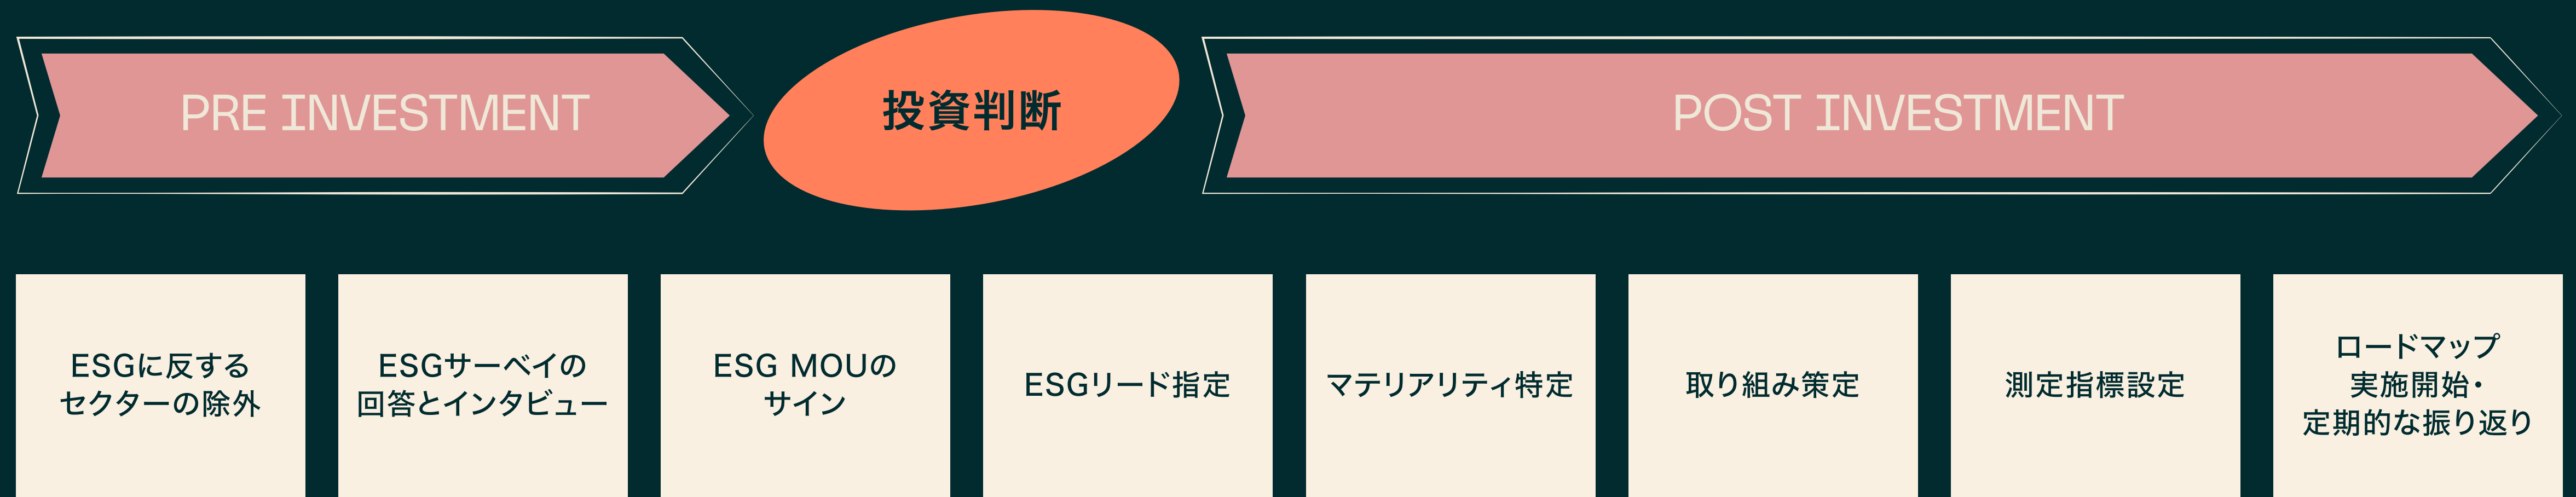 PRE INVESTMENT
投資判断
POST INVESTMENT
ESGに反する
セクターの除外
ESGサーベイの
回答とインタビュー
ESG MOUの
サイン
ESGリード指定
マテリアリティ特定
取り組み策定
測定指標設定
ロードマップ
実施開始・
定期的な振り返り